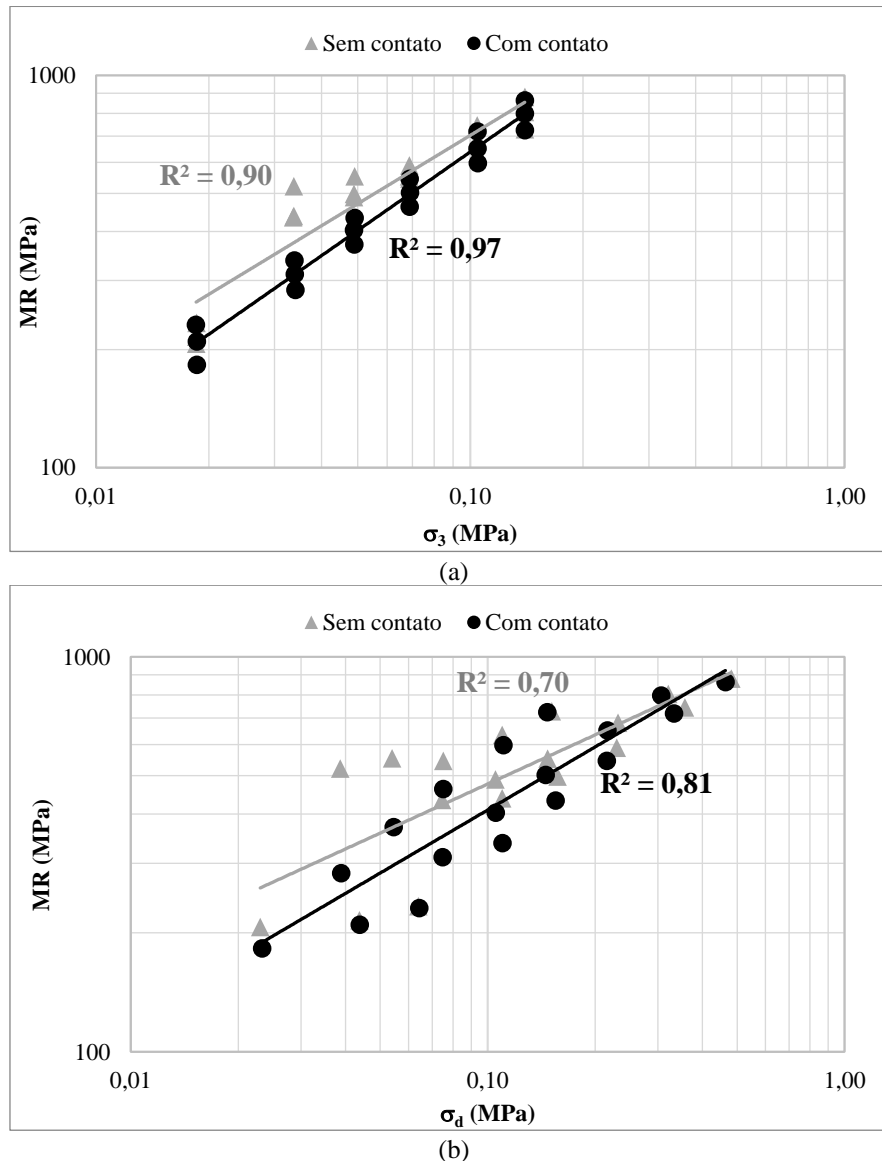 Sem contato Com contato
1000
R² = 0,90
R² = 0,97
MR (MPa)
100
0,01 0,10 1,00
σ₃ (MPa)
(a)
Sem contato Com contato
1000
R² = 0,70
R² = 0,81
MR (MPa)
100
0,01 0,10 1,00
σd (MPa)
(b)